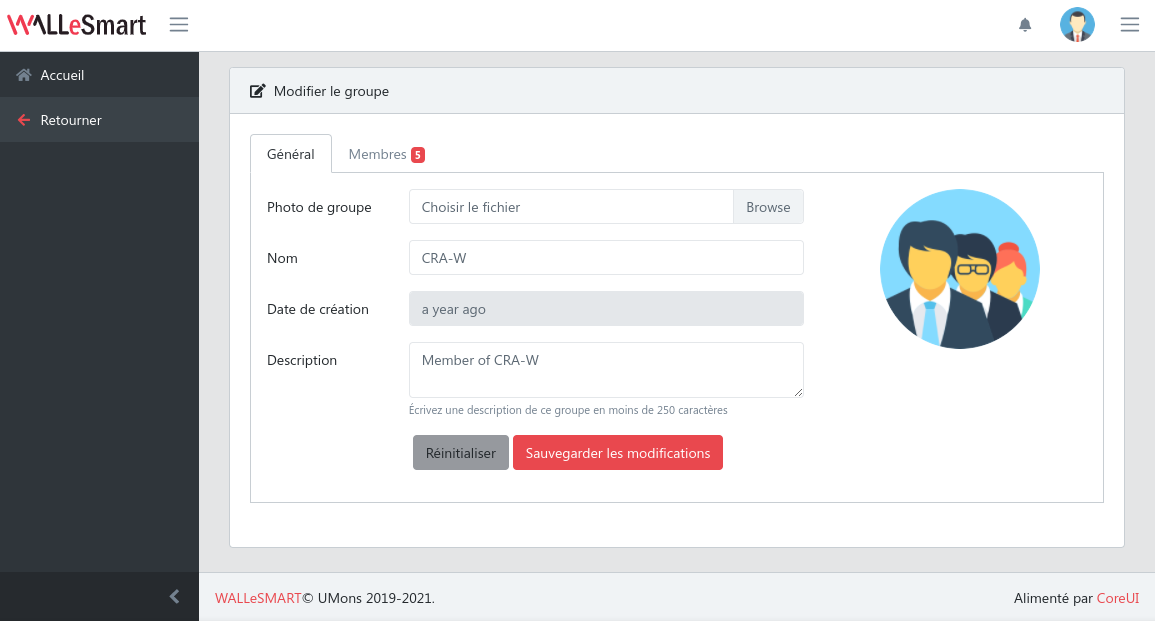 WALLeSmart
Accueil
Retourner
Modifier le groupe
Général
Membres 5
Photo de groupe
Choisir le fichier
Browse
Nom
CRA-W
Date de création
a year ago
Description
Member of CRA-W
Écrivez une description de ce groupe en moins de 250 caractères
Réinitialiser
Sauvegarder les modifications
WALLeSMART© UMons 2019-2021.
Alimenté par CoreUI